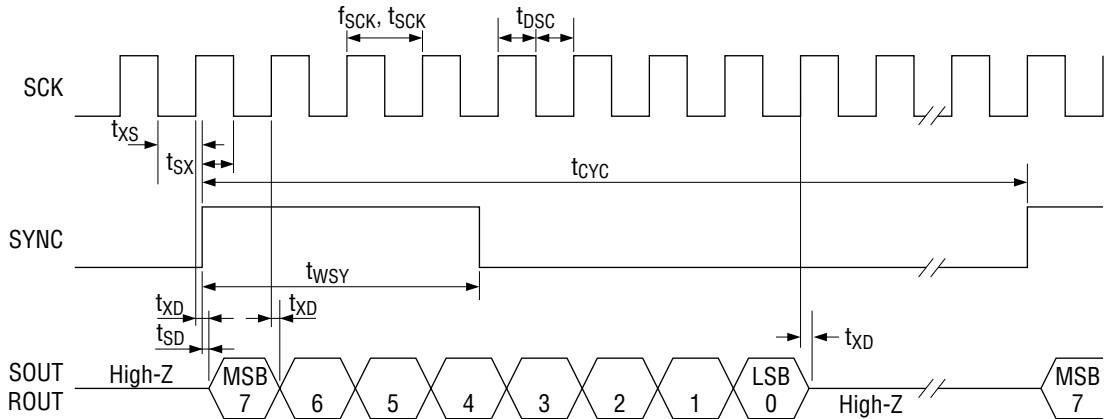 fSCK, tSCK
tDSC
SCK
tXS
tSX
tCYC
SYNC
tWSY
tXD
tXD
tSD
tXD
SOUT
ROUT
High-Z
MSB
7
6
5
4
3
2
1
LSB
0
High-Z
MSB
7